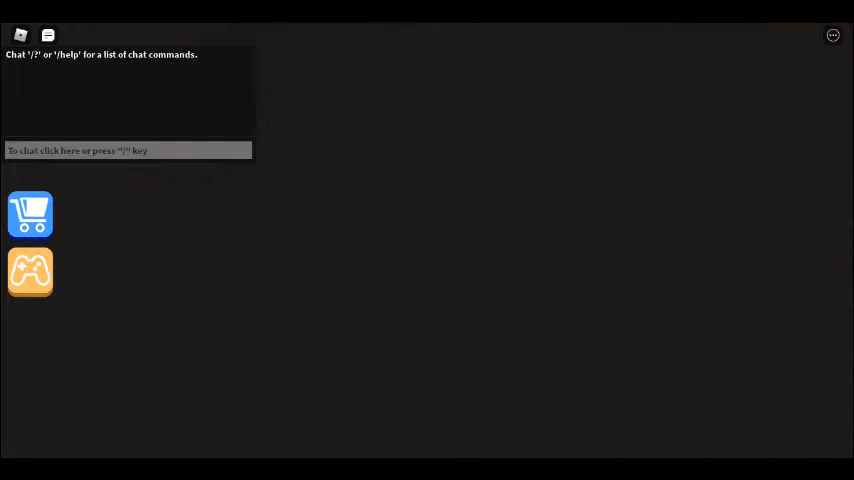 Chat '/?' or '/help' for a list of chat commands.
To chat click here or press "/" key